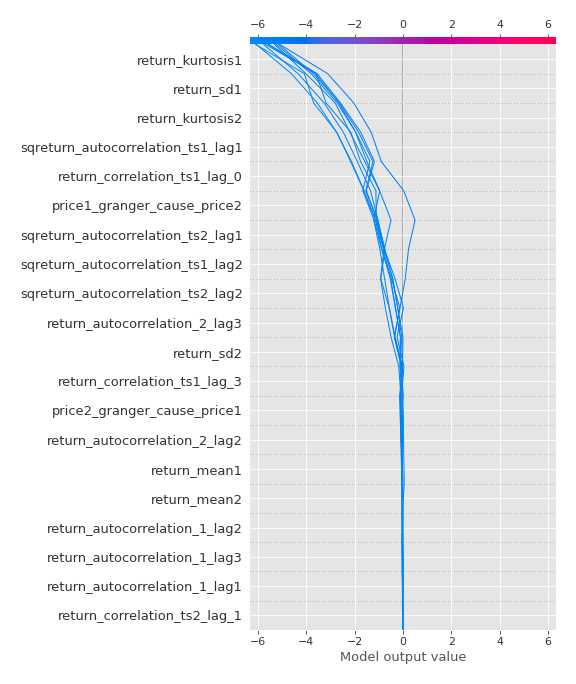 −6 −4 −2 0 2 4 6
return_kurtosis1
return_sd1
return_kurtosis2
sqreturn_autocorrelation_ts1_lag1
return_correlation_ts1_lag_0
price1_granger_cause_price2
sqreturn_autocorrelation_ts2_lag1
sqreturn_autocorrelation_ts1_lag2
sqreturn_autocorrelation_ts2_lag2
return_autocorrelation_2_lag3
return_sd2
return_correlation_ts1_lag_3
price2_granger_cause_price1
return_autocorrelation_2_lag2
return_mean1
return_mean2
return_autocorrelation_1_lag2
return_autocorrelation_1_lag3
return_autocorrelation_1_lag1
return_correlation_ts2_lag_1
−6 −4 −2 0 2 4 6
Model output value